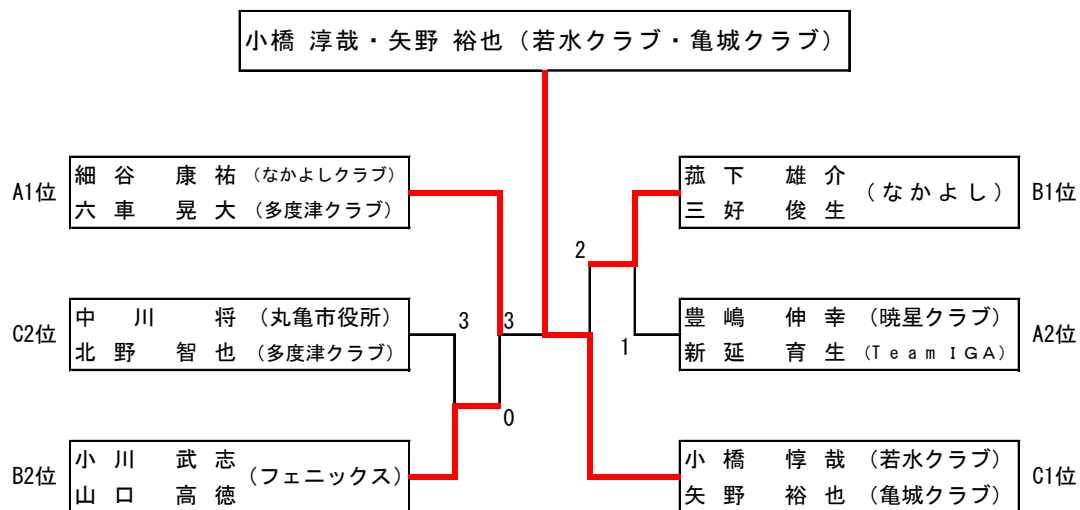 小橋 淳哉・矢野 裕也（若水クラブ・亀城クラブ）
A1位
細谷 康祐 (なかよしクラブ)
六車 晃大 (多度津クラブ)
菰下 雄介
三好 俊生
(なかよし)
B1位
2
C2位
中川 将 (丸亀市役所)
北野 智也 (多度津クラブ)
3
3
1
豊嶋 伸幸 (暁星クラブ)
新延 育生 (Team IGA)
A2位
0
B2位
小川 武志
山口 高徳
(フェニックス)
小橋 惇哉 (若水クラブ)
矢野 裕也 (亀城クラブ)
C1位